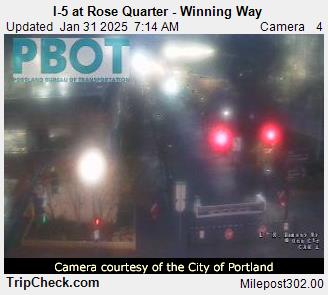 I-5 at Rose Quarter - Winning Way
Updated Jan 31 2025 7:14 AM Camera 4
PBOT
PORTLAND BUREAU OF TRANSPORTATION
Camera courtesy of the City of Portland
TripCheck.com Milepost302.00